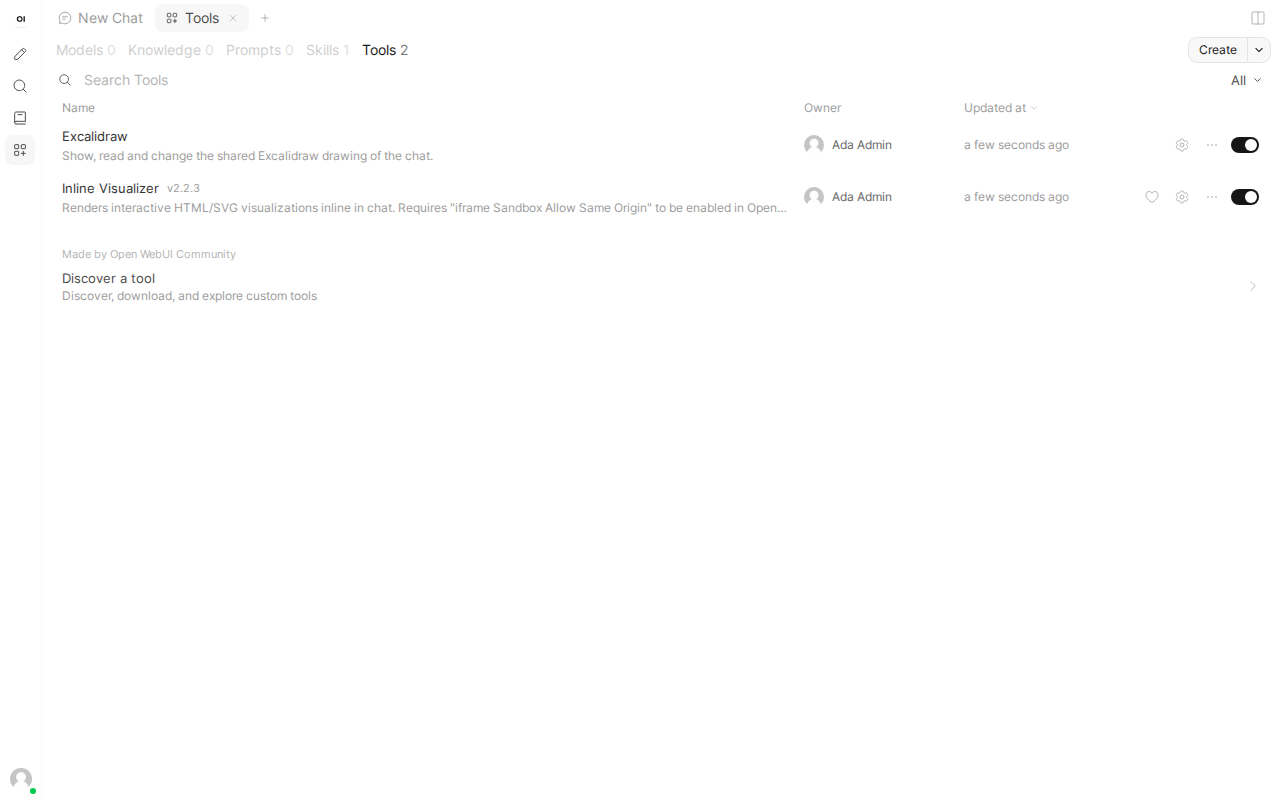 OI
New Chat
Tools
Models 0
Knowledge 0
Prompts 0
Skills 1
Tools 2
Create
Search Tools
All
Name
Owner
Updated at
Excalidraw
Show, read and change the shared Excalidraw drawing of the chat.
Ada Admin
a few seconds ago
Inline Visualizer v2.2.3
Renders interactive HTML/SVG visualizations inline in chat. Requires "iframe Sandbox Allow Same Origin" to be enabled in Open...
Ada Admin
a few seconds ago
Made by Open WebUI Community
Discover a tool
Discover, download, and explore custom tools